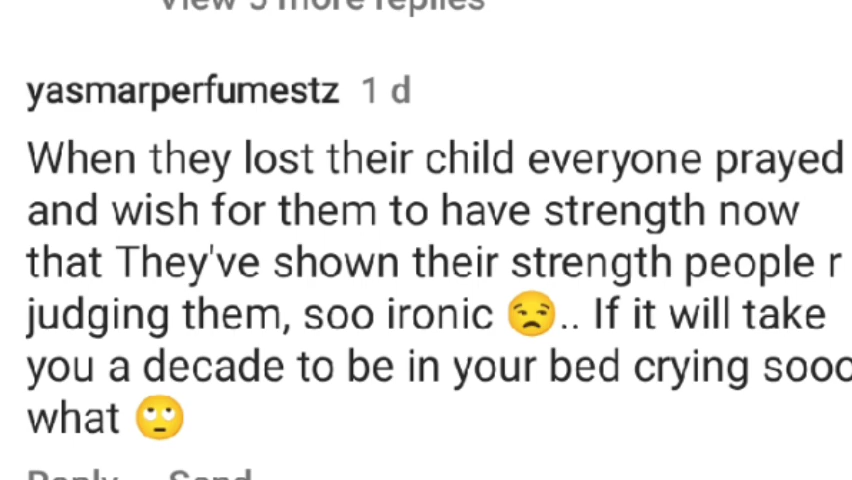 View 5 more replies
yasmarperfumestz 1 d
When they lost their child everyone prayed
and wish for them to have strength now
that They've shown their strength people r
judging them, soo ironic 😒.. If it will take
you a decade to be in your bed crying sooo
what 🙄
Reply Send